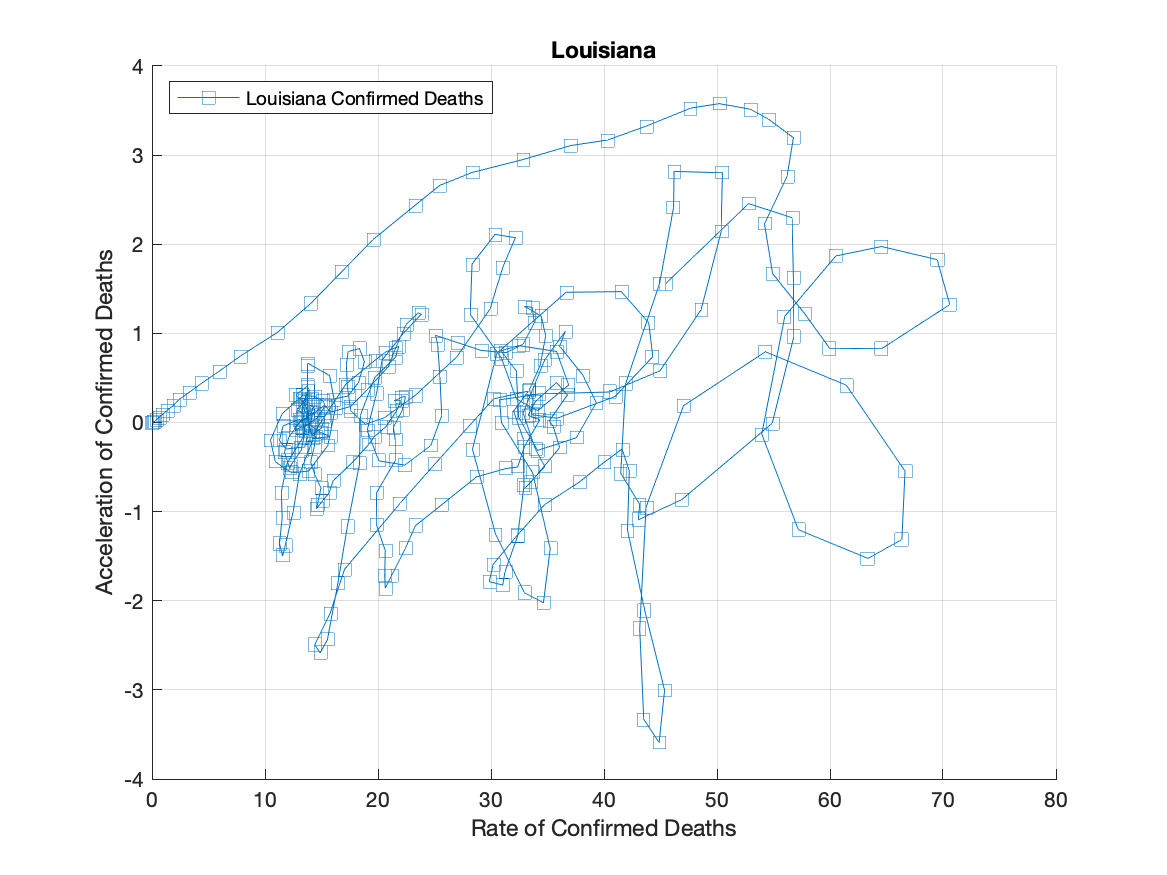 Louisiana
Louisiana Confirmed Deaths
4
3
2
1
0
-1
-2
-3
-4
Acceleration of Confirmed Deaths
0 10 20 30 40 50 60 70 80
Rate of Confirmed Deaths